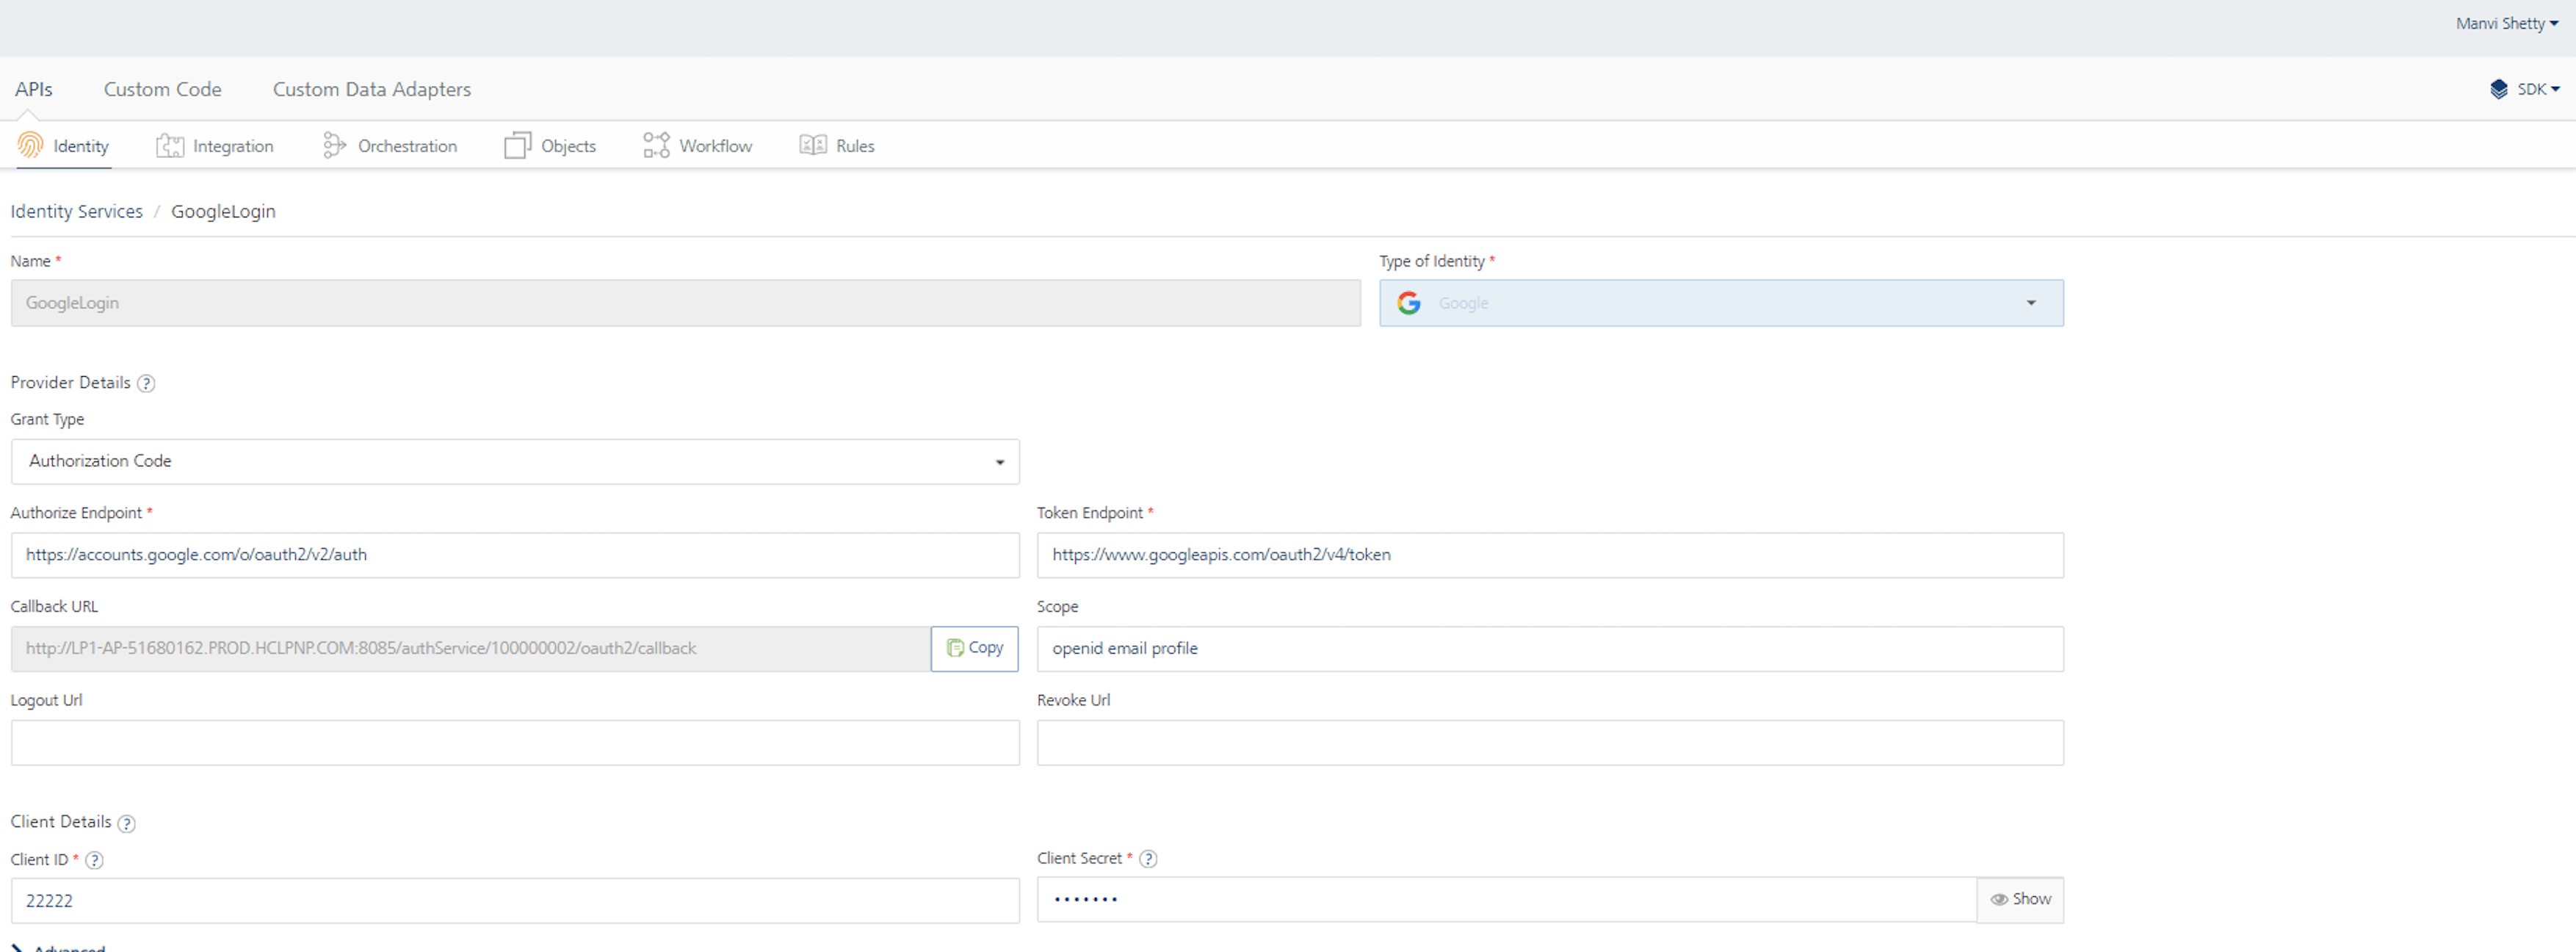 Manvi Shetty
APIs Custom Code Custom Data Adapters SDK
Identity Integration Orchestration Objects Workflow Rules
Identity Services / GoogleLogin
Name * Type of Identity *
GoogleLogin Google
Provider Details ?
Grant Type
Authorization Code
Authorize Endpoint * Token Endpoint *
https://accounts.google.com/o/oauth2/v2/auth https://www.googleapis.com/oauth2/v4/token
Callback URL Scope
http://LP1-AP-51680162.PROD.HCLPNP.COM:8085/authService/100000002/oauth2/callback Copy openid email profile
Logout Url Revoke Url
Client Details ?
Client ID * ? Client Secret * ?
22222 ••••••• Show
Advanced